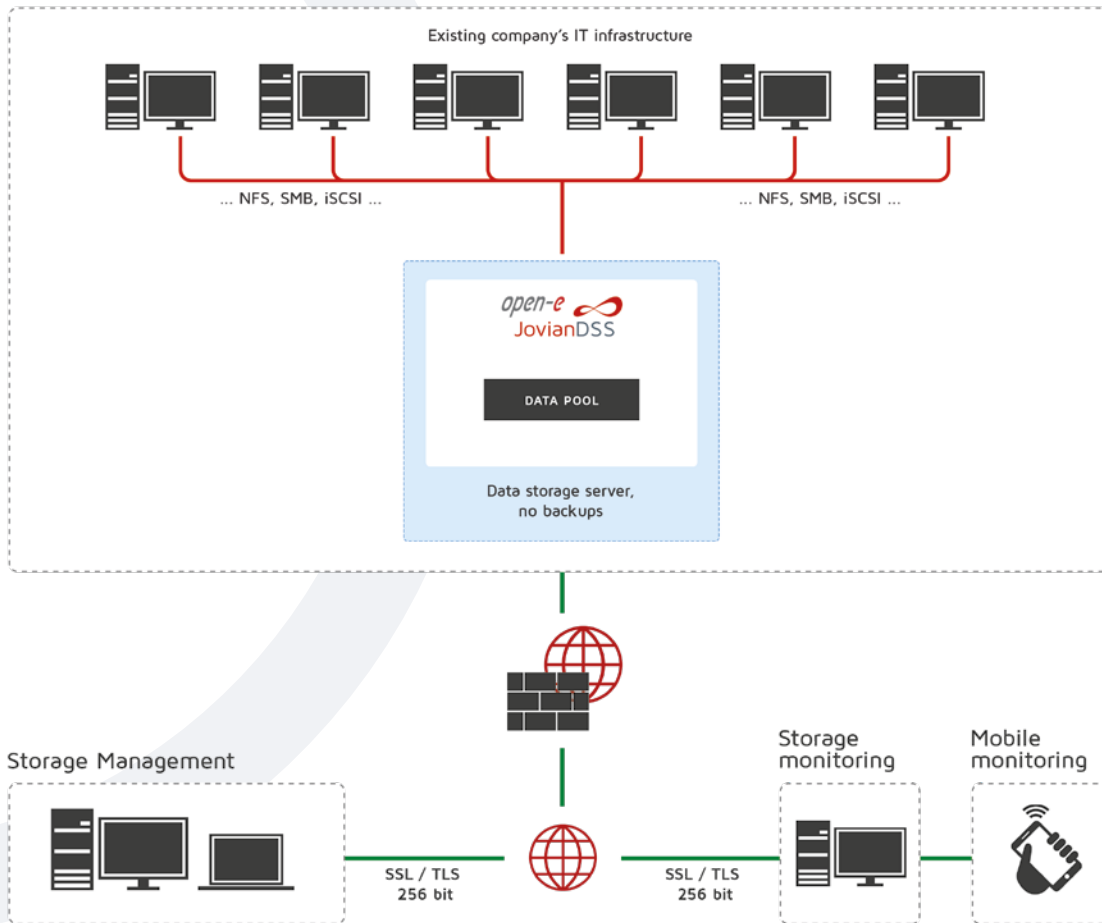 Existing company's IT infrastructure
... NFS, SMB, iSCSI ...
... NFS, SMB, iSCSI ...
open-e
JovianDSS
DATA POOL
Data storage server,
no backups
Storage Management
Storage
monitoring
Mobile
monitoring
SSL / TLS
256 bit
SSL / TLS
256 bit